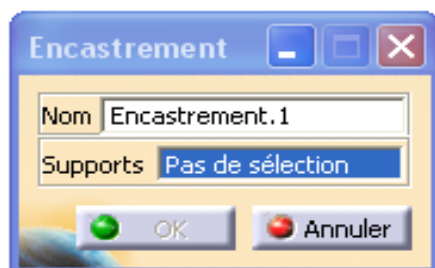 Encastrement
Nom Encastrement.1
Supports Pas de sélection
OK Annuler